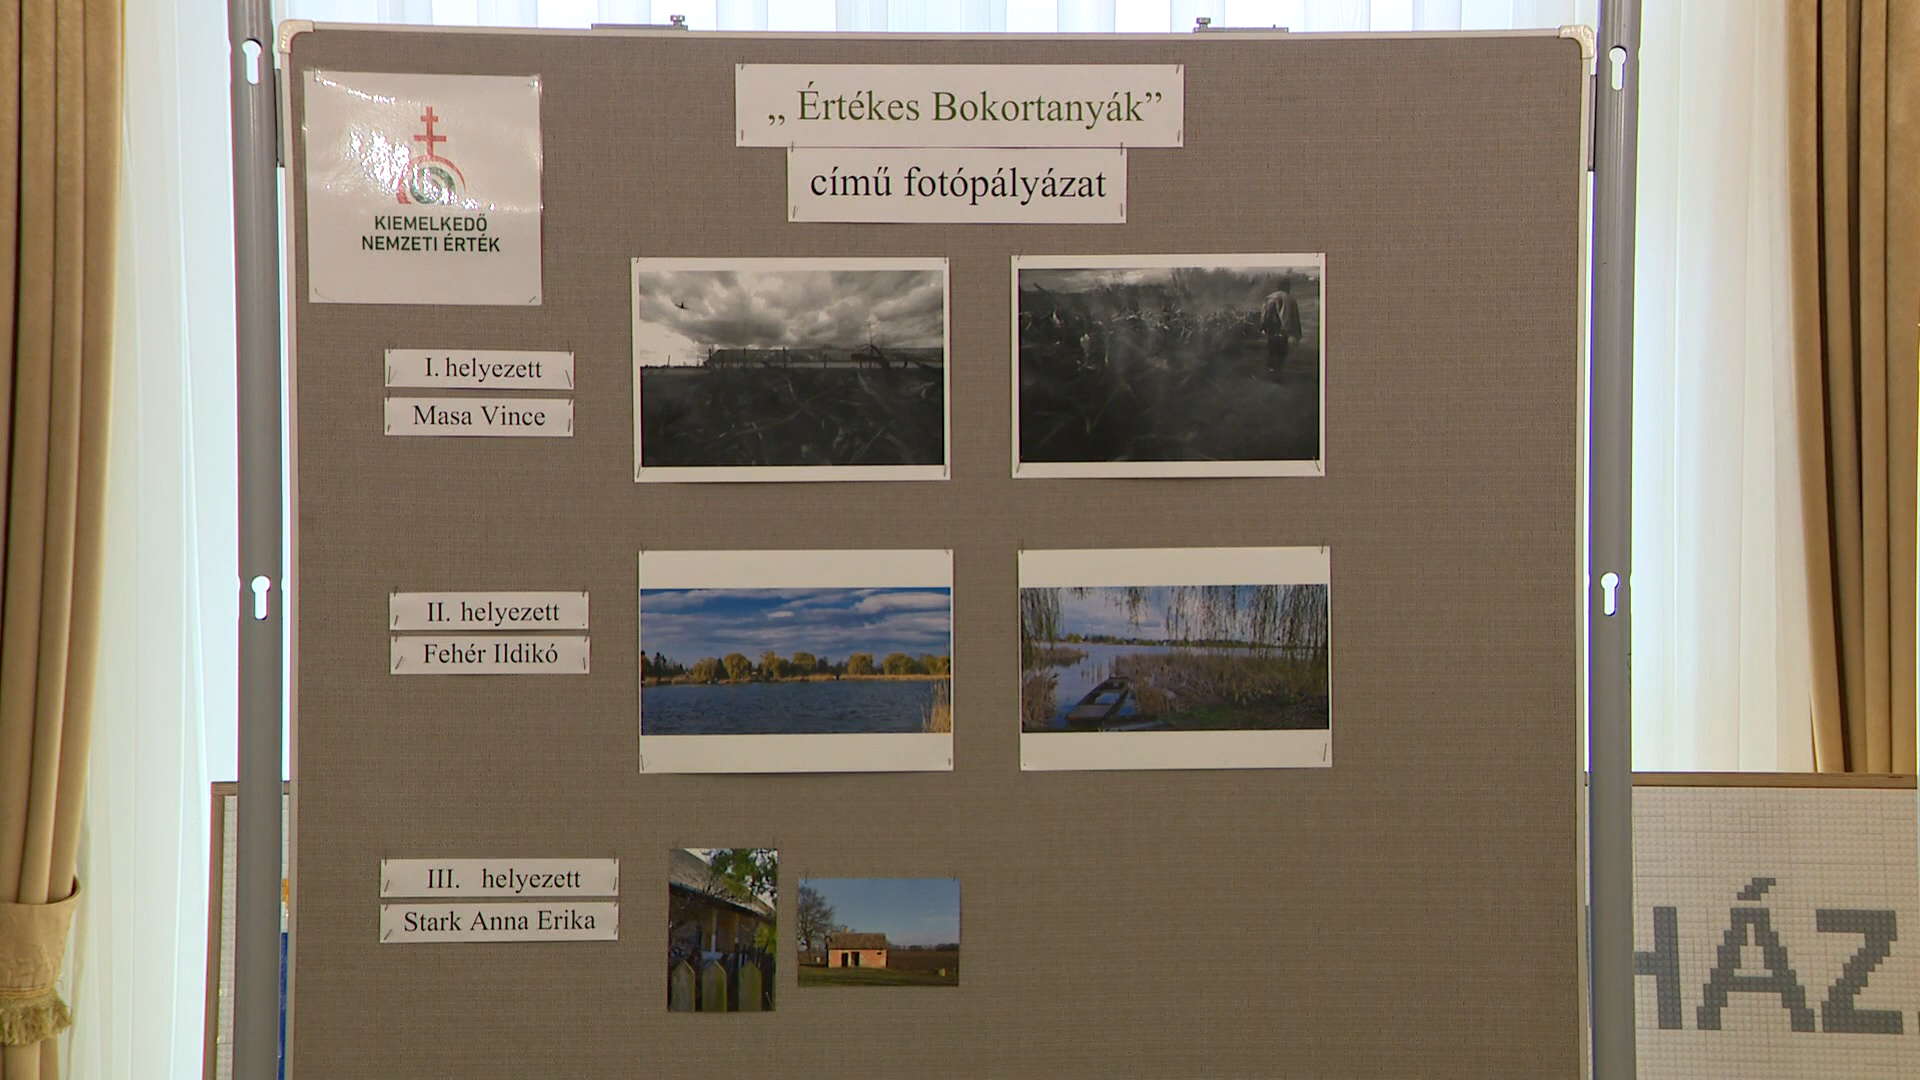 „ Értékes Bokortanyák”
című fotópályázat
KIEMELKEDŐ
NEMZETI ÉRTÉK
I. helyezett
Masa Vince
II. helyezett
Fehér Ildikó
III. helyezett
Stark Anna Erika
HÁZ